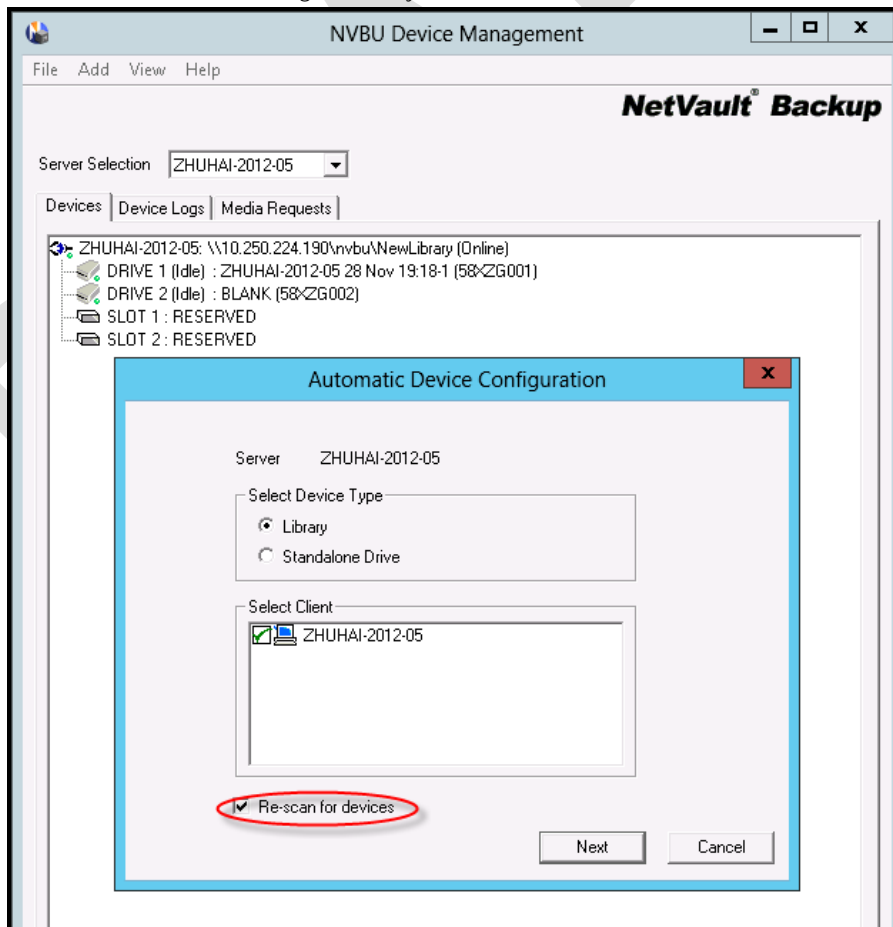 NVBU Device Management
File Add View Help
NetVault® Backup
Server Selection ZHUHAI-2012-05
Devices Device Logs Media Requests
ZHUHAI-2012-05: \\10.250.224.190\nvbu\NewLibrary (Online)
DRIVE 1 (Idle) : ZHUHAI-2012-05 28 Nov 19:18-1 (58XZG001)
DRIVE 2 (Idle) : BLANK (58XZG002)
SLOT 1 : RESERVED
SLOT 2 : RESERVED
Automatic Device Configuration
Server ZHUHAI-2012-05
Select Device Type
Library
Standalone Drive
Select Client
ZHUHAI-2012-05
Re-scan for devices
Next Cancel